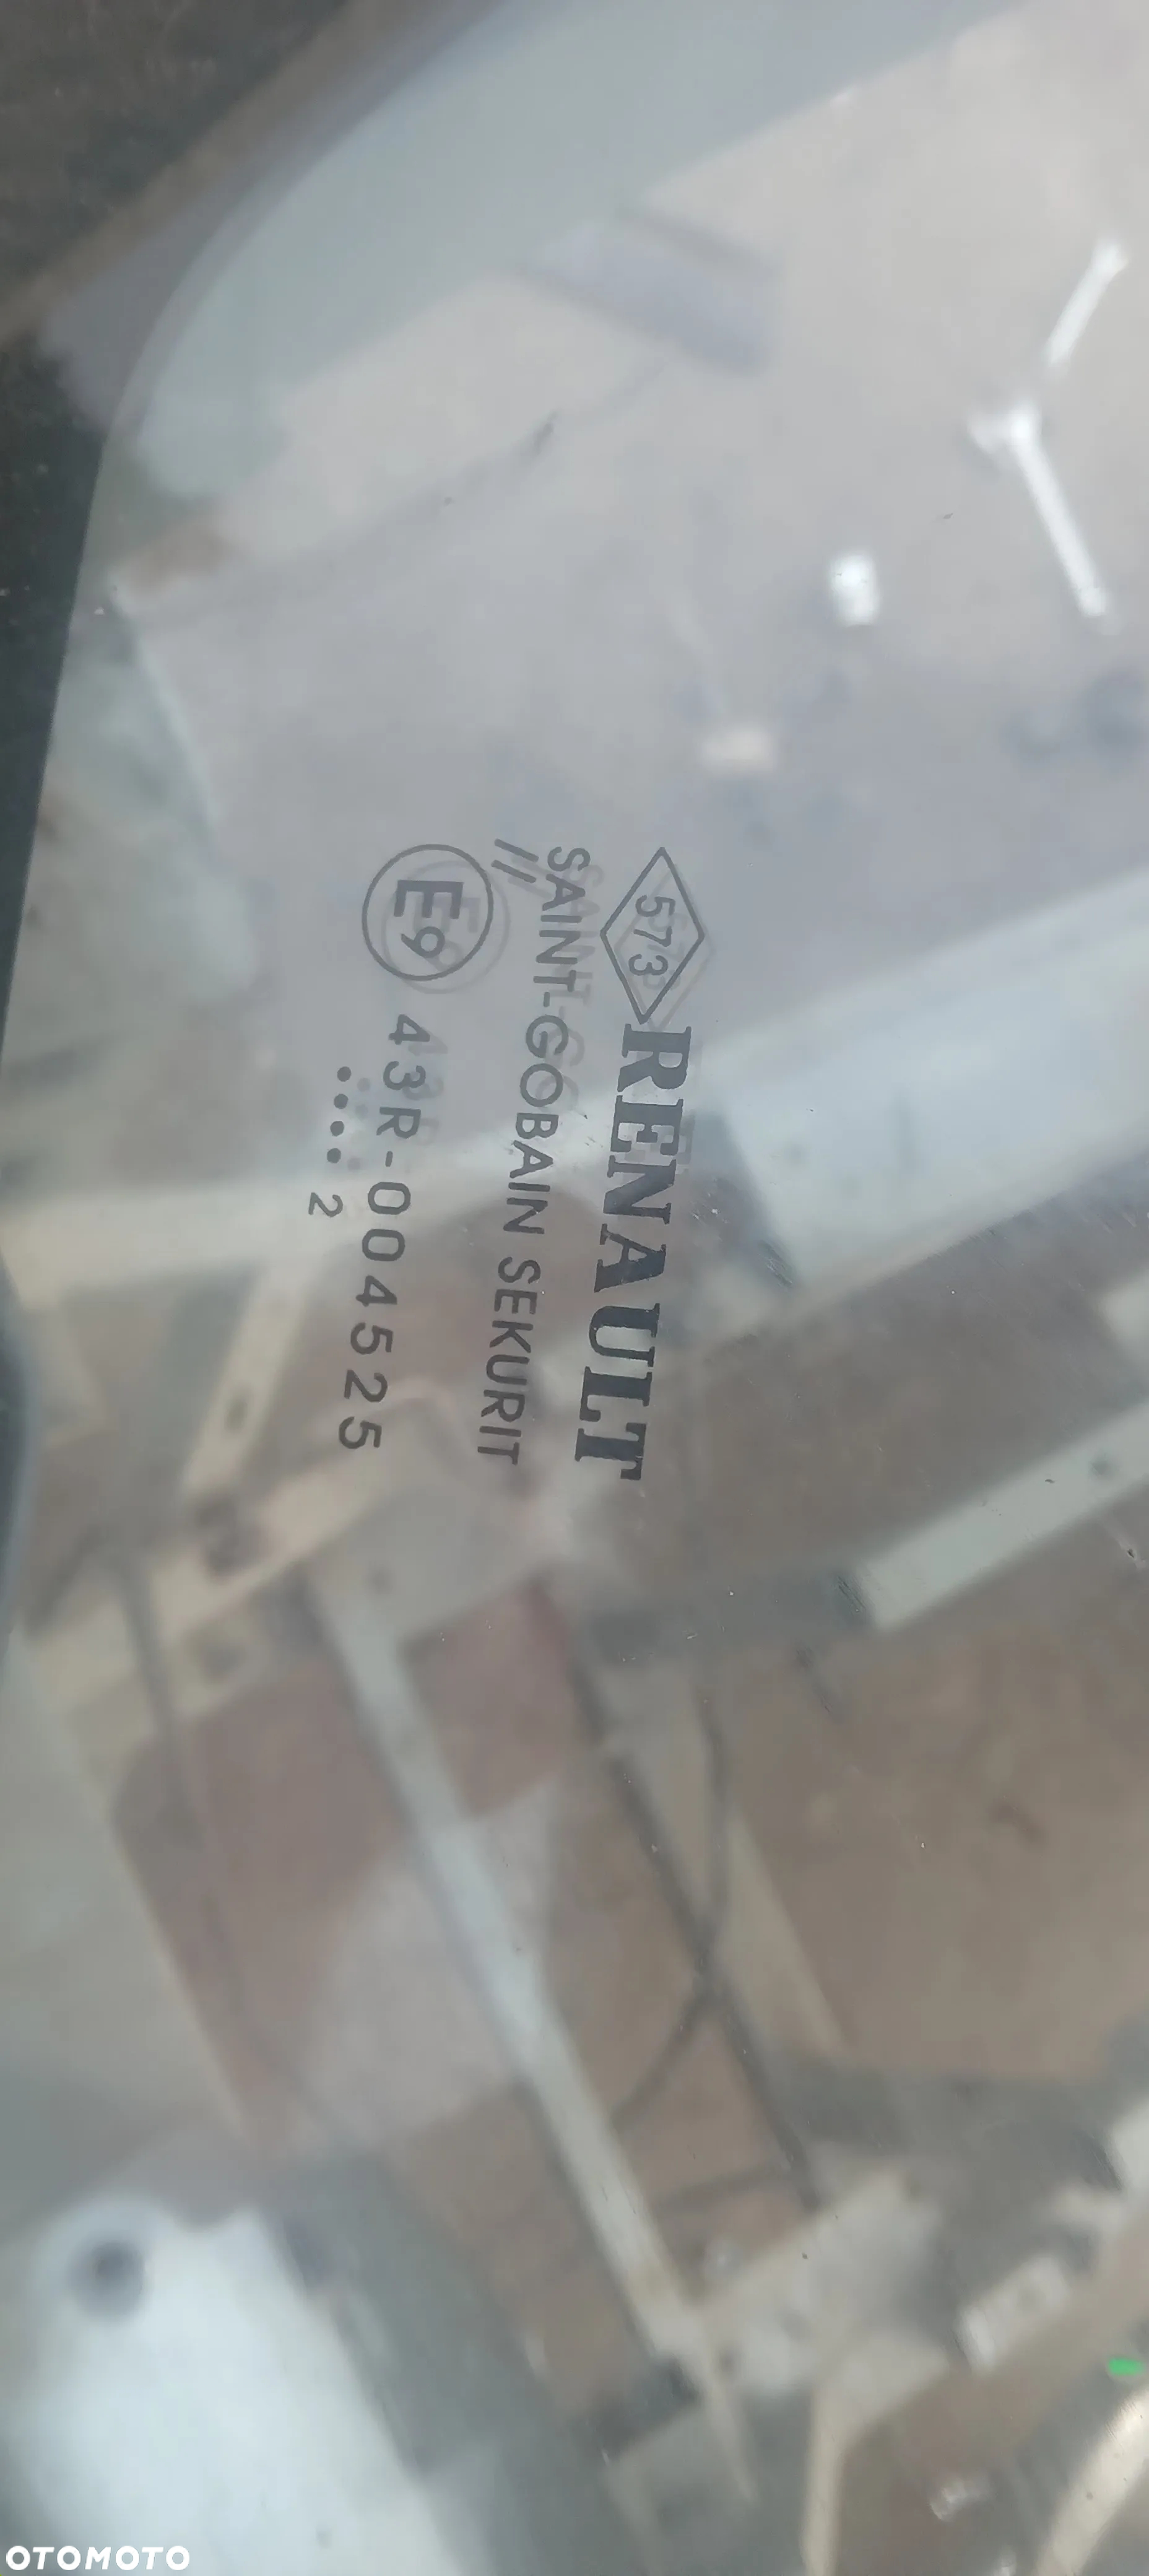 573 RENAULT
SAINT-GOBAIN SEKURIT
//
E9 43R-004525
.... 2
OTOMOTO